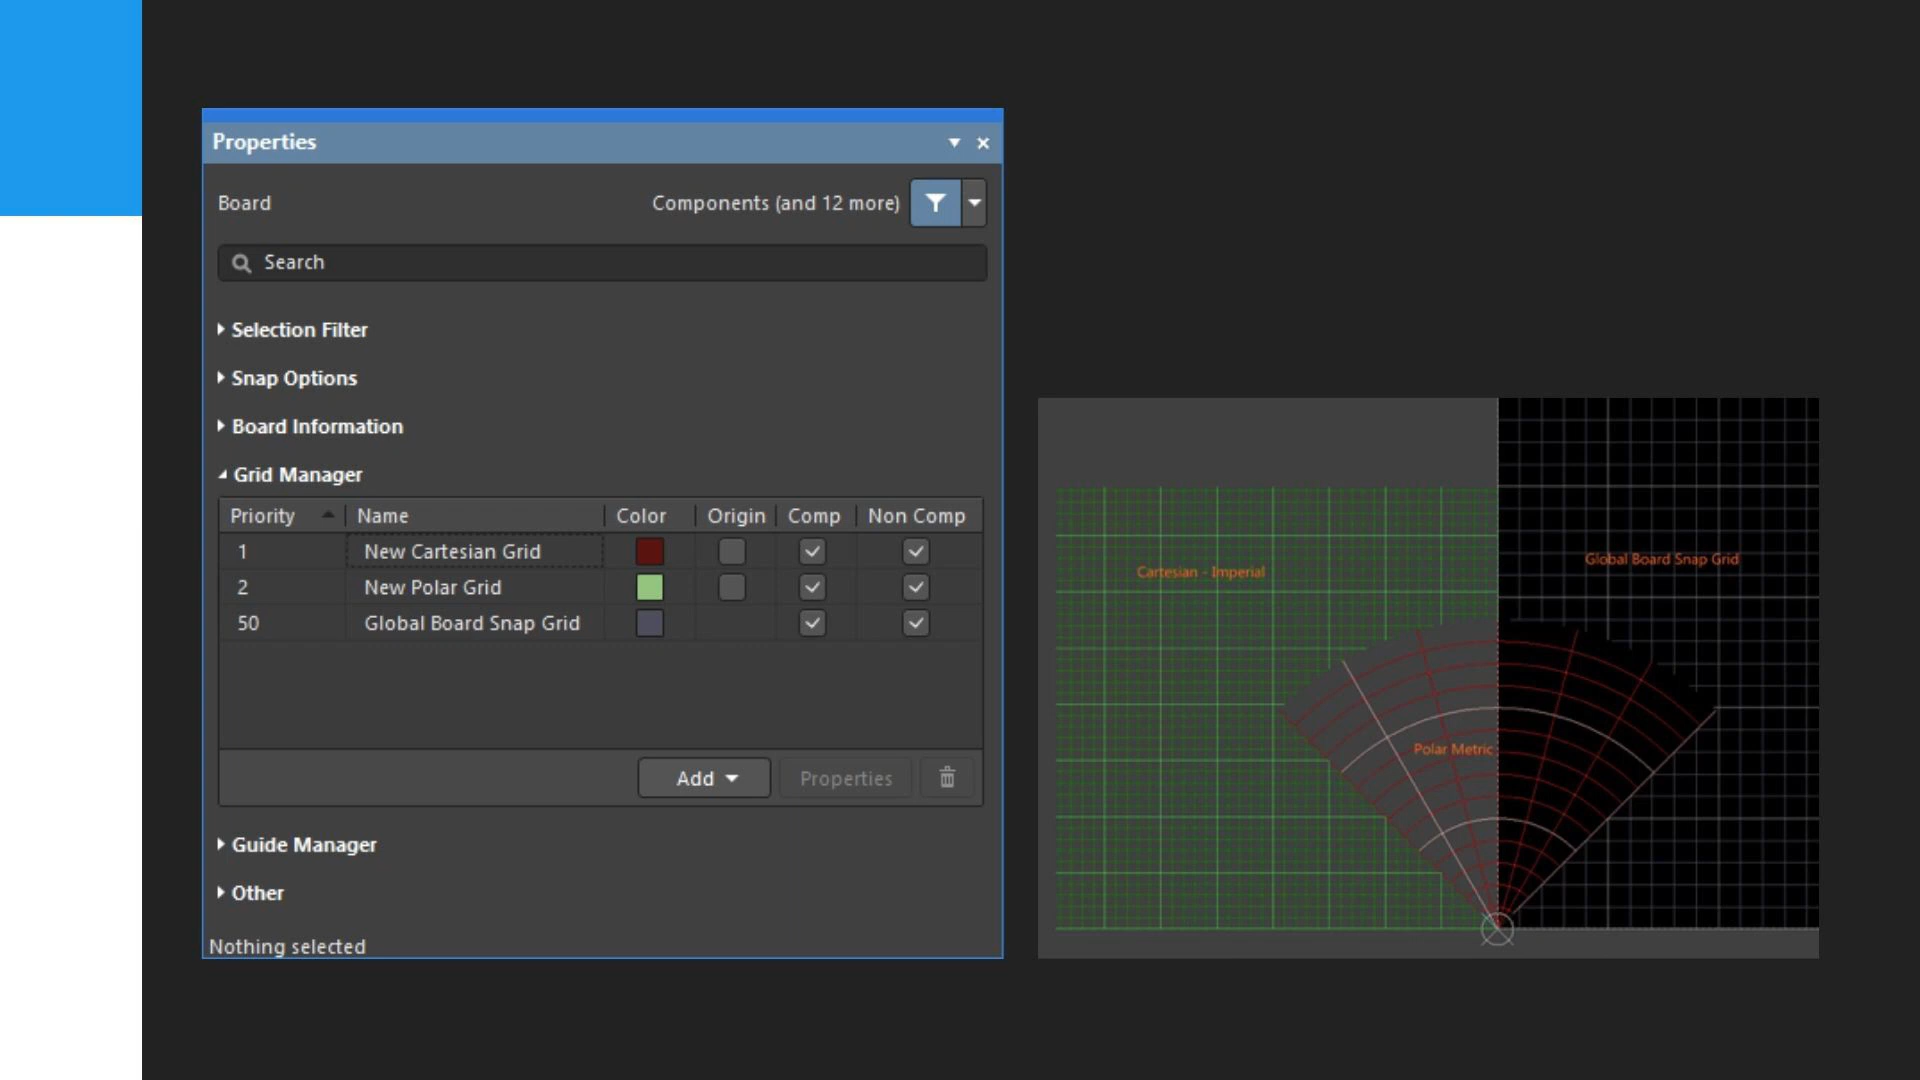 Properties
Board Components (and 12 more)
Search
Selection Filter
Snap Options
Board Information
Grid Manager
Priority Name Color Origin Comp Non Comp
1 New Cartesian Grid
2 New Polar Grid
50 Global Board Snap Grid
Add Properties
Guide Manager
Other
Nothing selected
Global Board Snap Grid
Cartesian - Imperial
Polar Metric